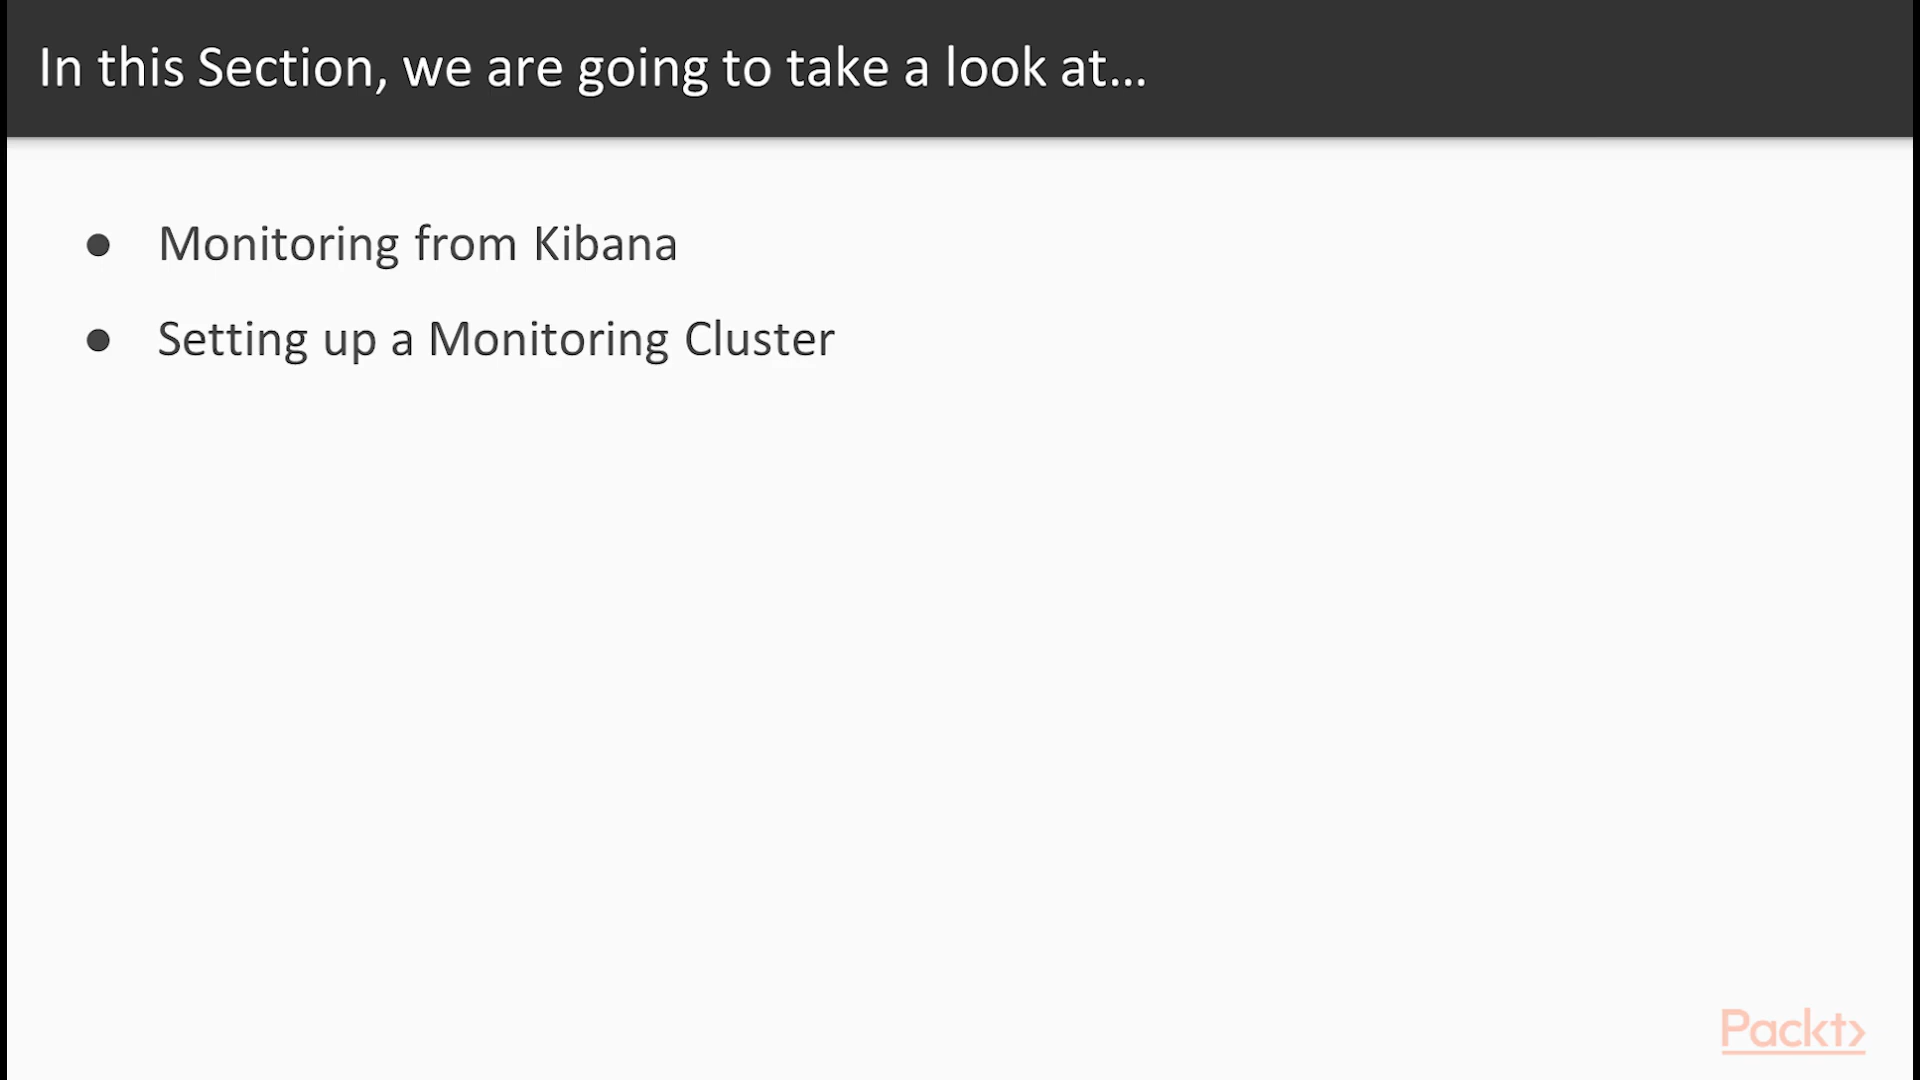 In this Section, we are going to take a look at...
● Monitoring from Kibana
● Setting up a Monitoring Cluster
Packt>